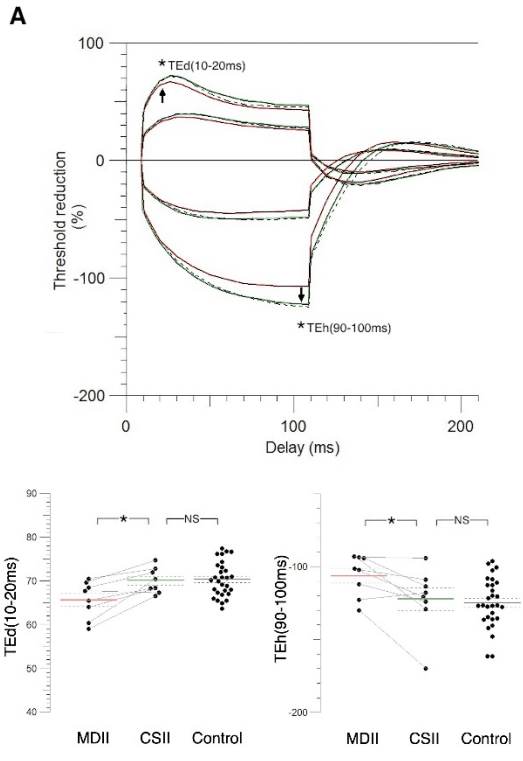 A
100
* TEd(10-20ms)
0
Threshold reduction
(%)
-100
* TEh(90-100ms)
-200
0 100 200
Delay (ms)
90
80
70
60
50
40
TEd(10-20ms)
* NS
MDII CSII Control
-100
-200
TEh(90-100ms)
* NS
MDII CSII Control